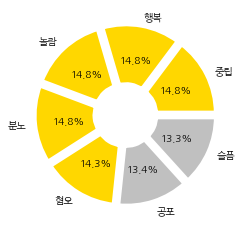 행복
놀람
14.8%
14.8%
중립
14.8%
분노
14.8%
14.3%
13.3%
슬픔
13.4%
혐오
공포